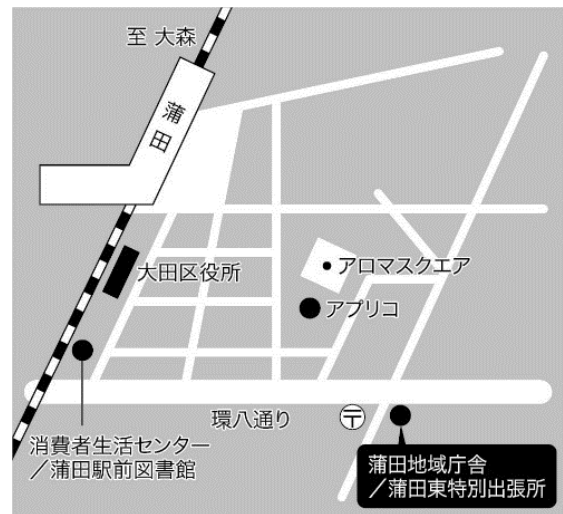 至 大森
蒲田
大田区役所
アロマスクエア
アプリコ
環八通り
〒
消費者生活センター
／蒲田駅前図書館
蒲田地域庁舎
／蒲田東特別出張所